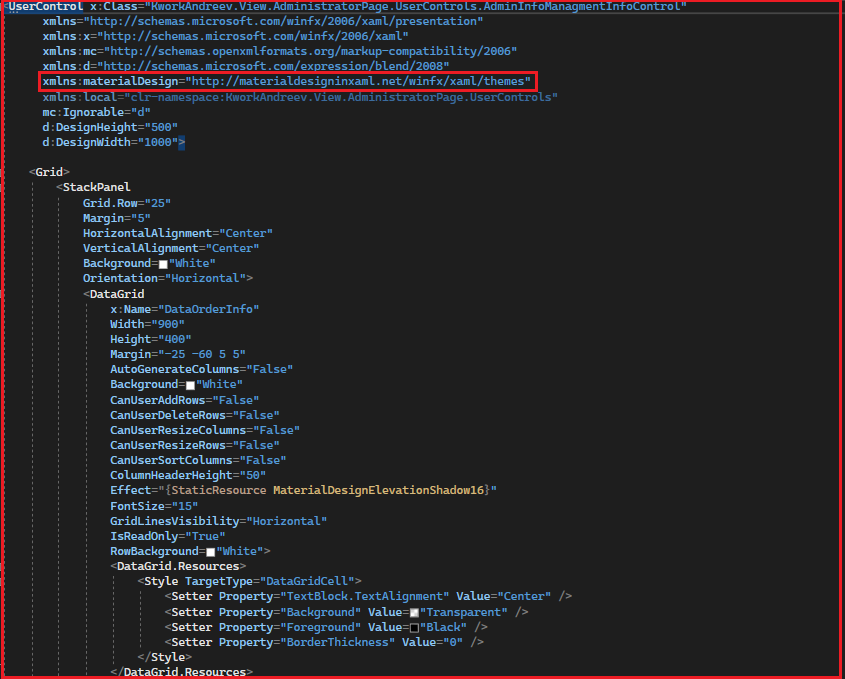 <UserControl x:Class="KworkAndreev.View.AdministratorPage.UserControls.AdminInfoManagmentInfoControl"
xmlns="http://schemas.microsoft.com/winfx/2006/xaml/presentation"
xmlns:x="http://schemas.microsoft.com/winfx/2006/xaml"
xmlns:mc="http://schemas.openxmlformats.org/markup-compatibility/2006"
xmlns:d="http://schemas.microsoft.com/expression/blend/2008"
xmlns:materialDesign="http://materialdesigninxaml.net/winfx/xaml/themes"
xmlns:local="clr-namespace:KworkAndreev.View.AdministratorPage.UserControls"
mc:Ignorable="d"
d:DesignHeight="500"
d:DesignWidth="1000">
<Grid>
<StackPanel
Grid.Row="25"
Margin="5"
HorizontalAlignment="Center"
VerticalAlignment="Center"
Background="White"
Orientation="Horizontal">
<DataGrid
x:Name="DataOrderInfo"
Width="900"
Height="400"
Margin="-25 -60 5 5"
AutoGenerateColumns="False"
Background="White"
CanUserAddRows="False"
CanUserDeleteRows="False"
CanUserResizeColumns="False"
CanUserResizeRows="False"
CanUserSortColumns="False"
ColumnHeaderHeight="50"
Effect="{StaticResource MaterialDesignElevationShadow16}"
FontSize="15"
GridLinesVisibility="Horizontal"
IsReadOnly="True"
RowBackground="White">
<DataGrid.Resources>
<Style TargetType="DataGridCell">
<Setter Property="TextBlock.TextAlignment" Value="Center" />
<Setter Property="Background" Value="Transparent" />
<Setter Property="Foreground" Value="Black" />
<Setter Property="BorderThickness" Value="0" />
</Style>
</DataGrid.Resources>